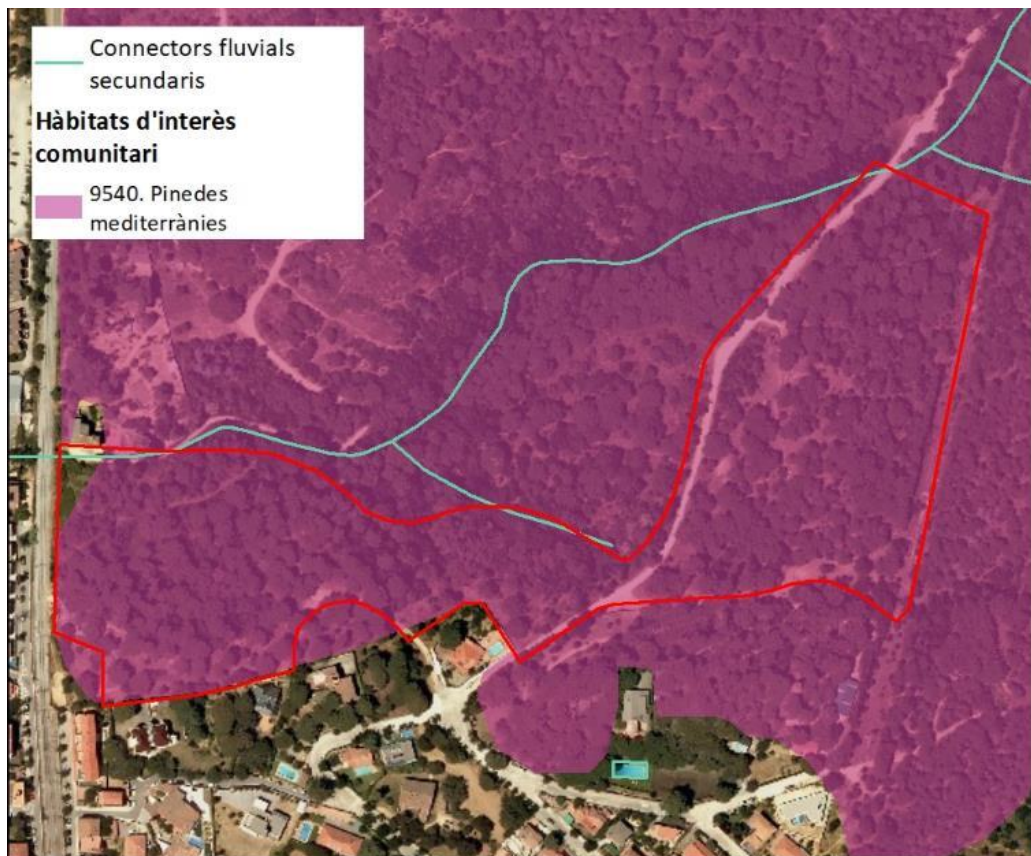 Connectors fluvials
secundaris
Hàbitats d'interès
comunitari
9540. Pinedes
mediterrànies